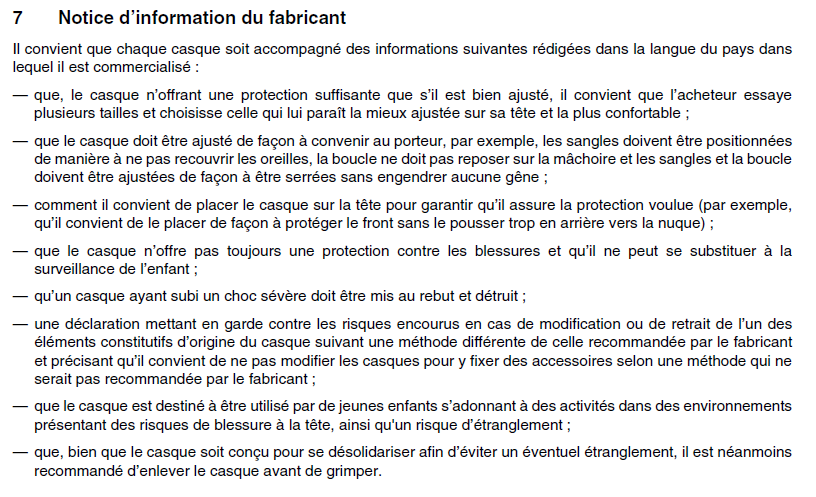 7 Notice d’information du fabricant
Il convient que chaque casque soit accompagné des informations suivantes rédigées dans la langue du pays dans
lequel il est commercialisé :
— que, le casque n’offrant une protection suffisante que s’il est bien ajusté, il convient que l’acheteur essaye
plusieurs tailles et choisisse celle qui lui paraît la mieux ajustée sur sa tête et la plus confortable ;
— que le casque doit être ajusté de façon à convenir au porteur, par exemple, les sangles doivent être positionnées
de manière à ne pas recouvrir les oreilles, la boucle ne doit pas reposer sur la mâchoire et les sangles et la boucle
doivent être ajustées de façon à être serrées sans engendrer aucune gêne ;
— comment il convient de placer le casque sur la tête pour garantir qu’il assure la protection voulue (par exemple,
qu’il convient de le placer de façon à protéger le front sans le pousser trop en arrière vers la nuque) ;
— que le casque n’offre pas toujours une protection contre les blessures et qu’il ne peut se substituer à la
surveillance de l’enfant ;
— qu’un casque ayant subi un choc sévère doit être mis au rebut et détruit ;
— une déclaration mettant en garde contre les risques encourus en cas de modification ou de retrait de l’un des
éléments constitutifs d’origine du casque suivant une méthode différente de celle recommandée par le fabricant
et précisant qu’il convient de ne pas modifier les casques pour y fixer des accessoires selon une méthode qui ne
serait pas recommandée par le fabricant ;
— que le casque est destiné à être utilisé par de jeunes enfants s’adonnant à des activités dans des environnements
présentant des risques de blessure à la tête, ainsi qu'un risque d’étranglement ;
— que, bien que le casque soit conçu pour se désolidariser afin d’éviter un éventuel étranglement, il est néanmoins
recommandé d’enlever le casque avant de grimper.